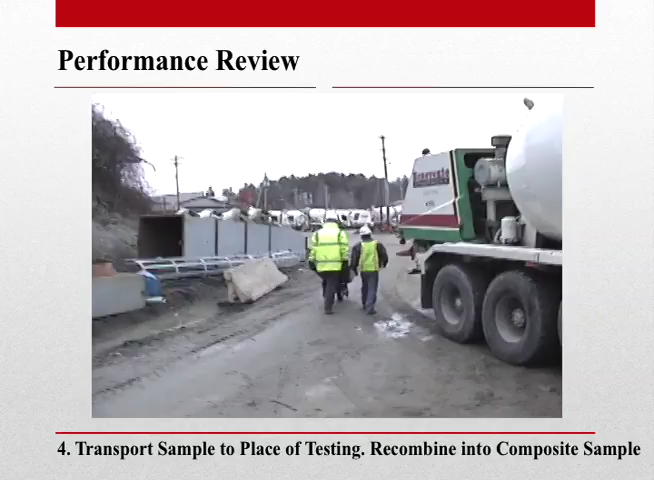 Performance Review
4. Transport Sample to Place of Testing. Recombine into Composite Sample